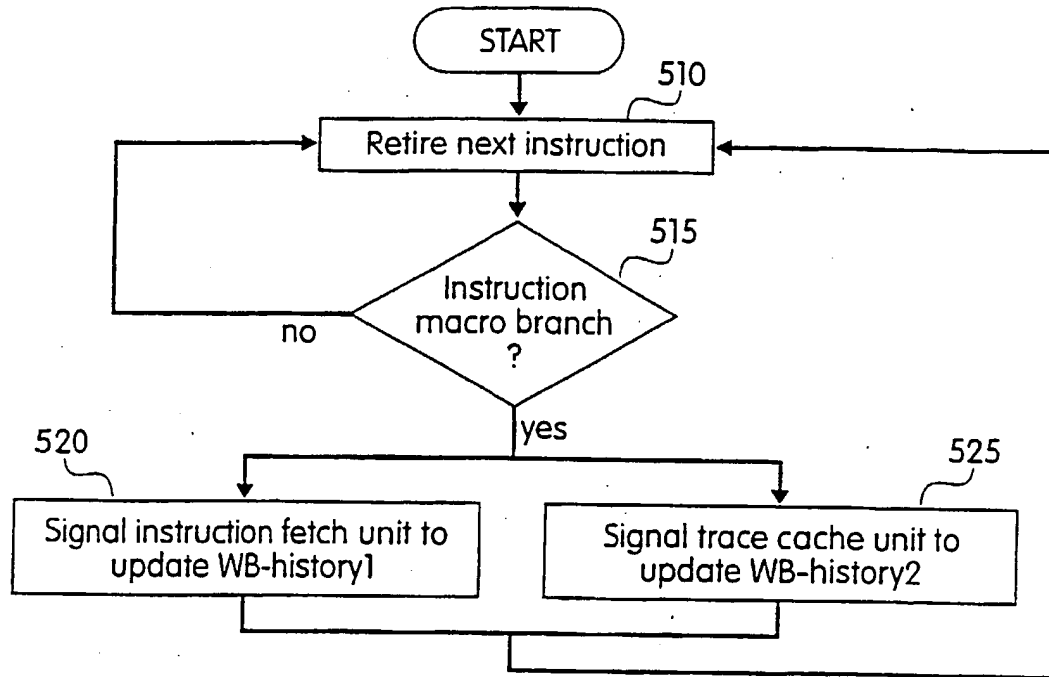 START
510
Retire next instruction
515
Instruction
macro branch
?
no
yes
520
525
Signal instruction fetch unit to
update WB-history1
Signal trace cache unit to
update WB-history2